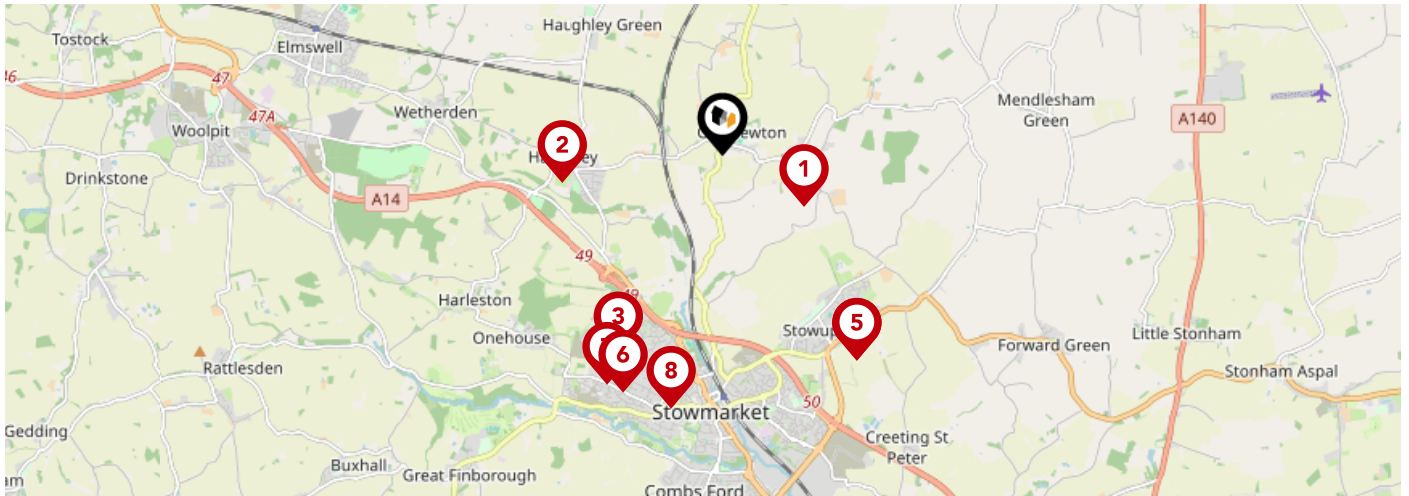 Haughley Green
Tostock
Elmswell
47
Mendlesham
Green
Wetherden
47A
A140
Woolpit
2
1
Drinkstone
A14
49
Harleston
3
Onehouse
5
Little Stonham
6
Forward Green
8
Rattlesden
Stonham Aspal
50
Stowmarket
Gedding
Creeting St
Peter
Buxhall
Great Finborough
Combs Ford